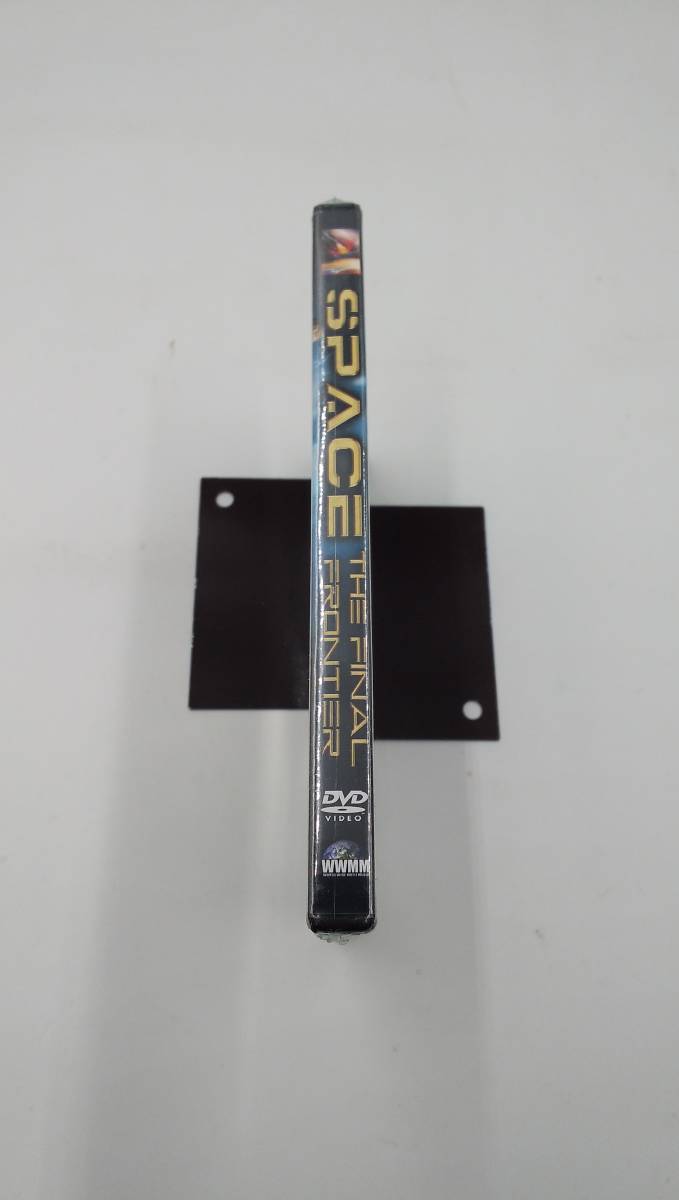 SPACE
THE FINAL
FRONTIER
DVD
VIDEO
WWMM